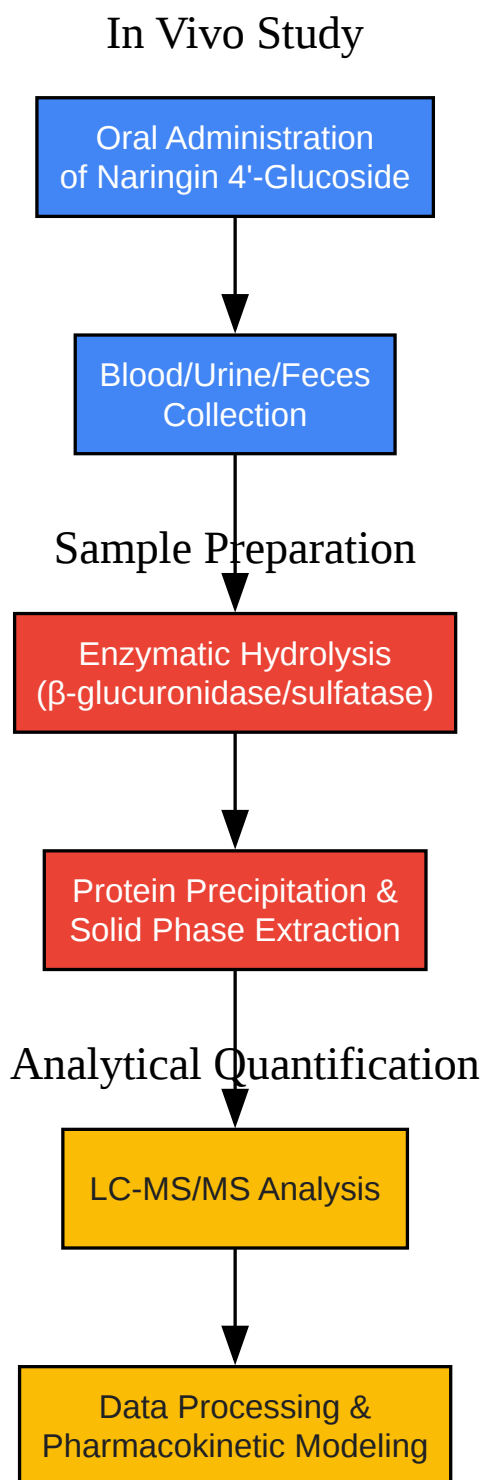 In Vivo Study
Oral Administration
of Naringin 4'-Glucoside
Blood/Urine/Feces
Collection
Sample Preparation
Enzymatic Hydrolysis
(β-glucuronidase/sulfatase)
Protein Precipitation &
Solid Phase Extraction
Analytical Quantification
LC-MS/MS Analysis
Data Processing &
Pharmacokinetic Modeling